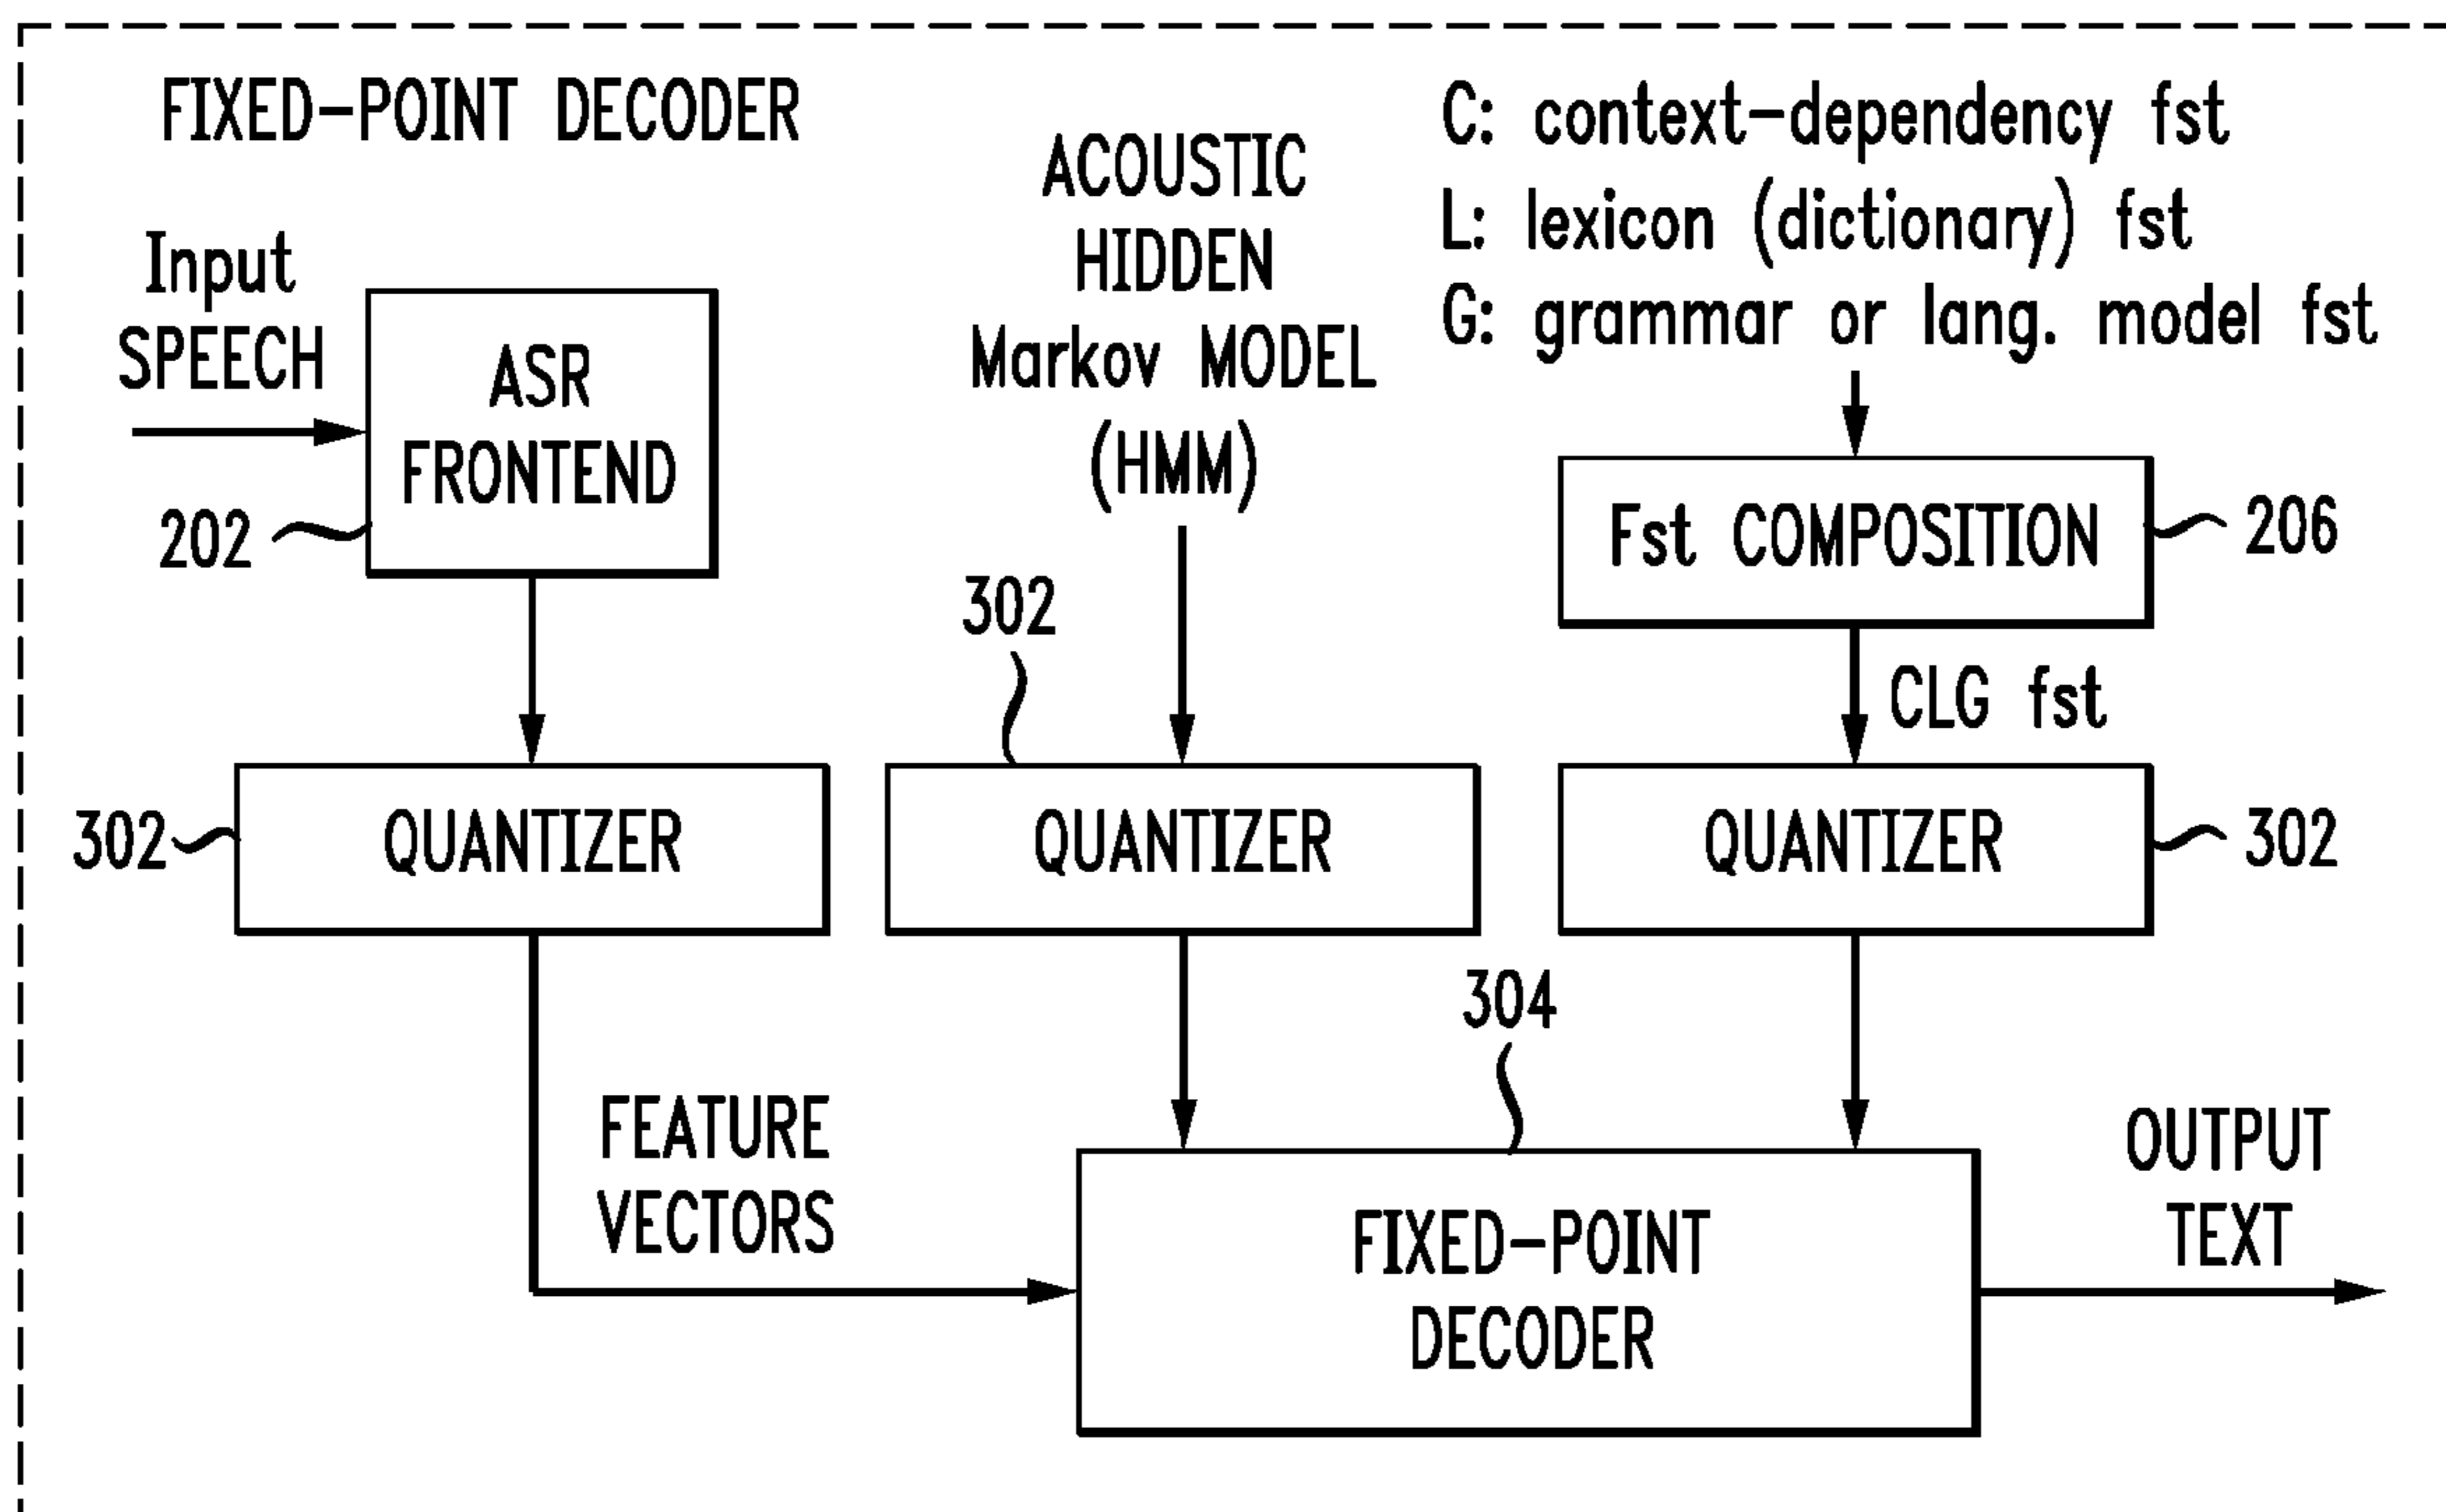 FIXED-POINT DECODER
Input
SPEECH
ASR
FRONTEND
202
ACOUSTIC
HIDDEN
Markov MODEL
(HMM)
C: context-dependency fst
L: lexicon (dictionary) fst
G: grammar or lang. model fst
Fst COMPOSITION
206
302
CLG fst
302
QUANTIZER
QUANTIZER
QUANTIZER
302
304
FEATURE
VECTORS
FIXED-POINT
DECODER
OUTPUT
TEXT